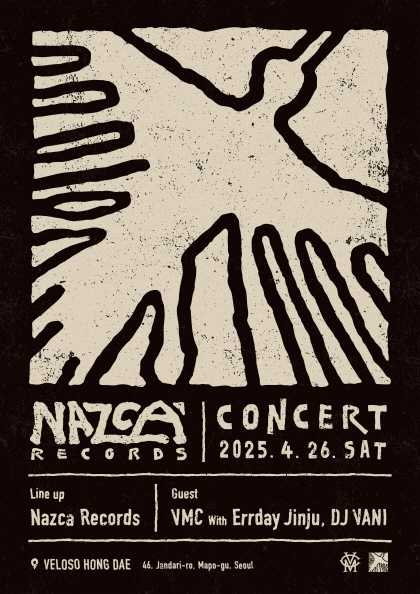 NAZCA
RECORDS
CONCERT
2025. 4. 26. SAT
Line up
Nazca Records
Guest
VMC With Errday Jinju, DJ VANI
VELOSO HONG DAE
46, Jandari-ro, Mapo-gu, Seoul
VMC